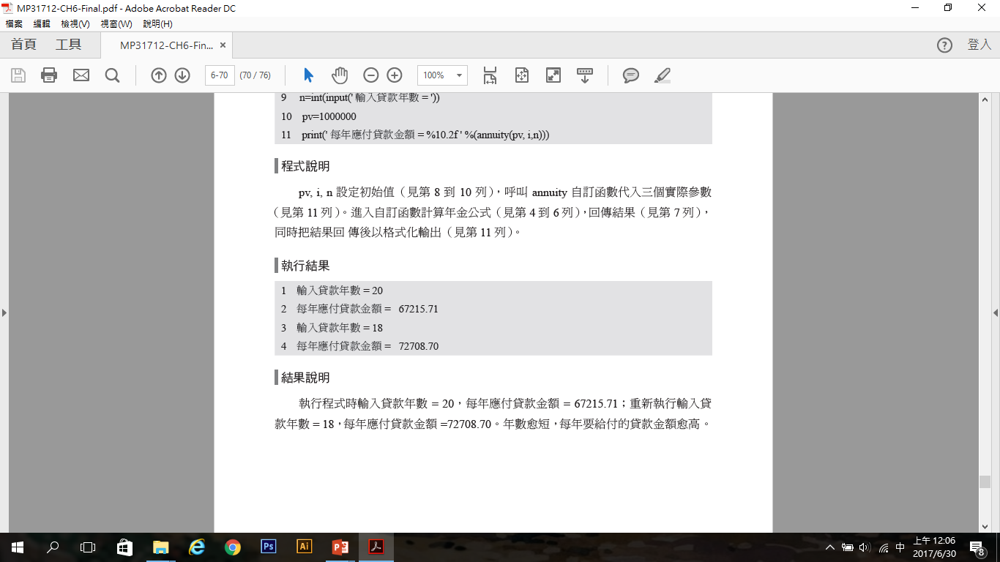 MP31712-CH6-Final.pdf - Adobe Acrobat Reader DC
檔案 編輯 檢視(V) 視窗(W) 說明(H)
首頁 工具 MP31712-CH6-Fin... × 登入
6-70 (70 / 76) 100%
9 n=int(input(' 輸入貸款年數 = '))
10 pv=1000000
11 print(' 每年應付貸款金額 = %10.2f ' %(annuity(pv, i,n)))
程式說明
pv, i, n 設定初始值（見第 8 到 10 列），呼叫 annuity 自訂函數代入三個實際參數
（見第 11 列）。進入自訂函數計算年金公式（見第 4 到 6 列），回傳結果（見第 7 列），
同時把結果回 傳後以格式化輸出（見第 11 列）。
執行結果
1 輸入貸款年數 = 20
2 每年應付貸款金額 = 67215.71
3 輸入貸款年數 = 18
4 每年應付貸款金額 = 72708.70
結果說明
執行程式時輸入貸款年數 = 20，每年應付貸款金額 = 67215.71；重新執行輸入貸
款年數 = 18，每年應付貸款金額 =72708.70。年數愈短，每年要給付的貸款金額愈高。
Ps Ai 中 上午 12:06
2017/6/30 8